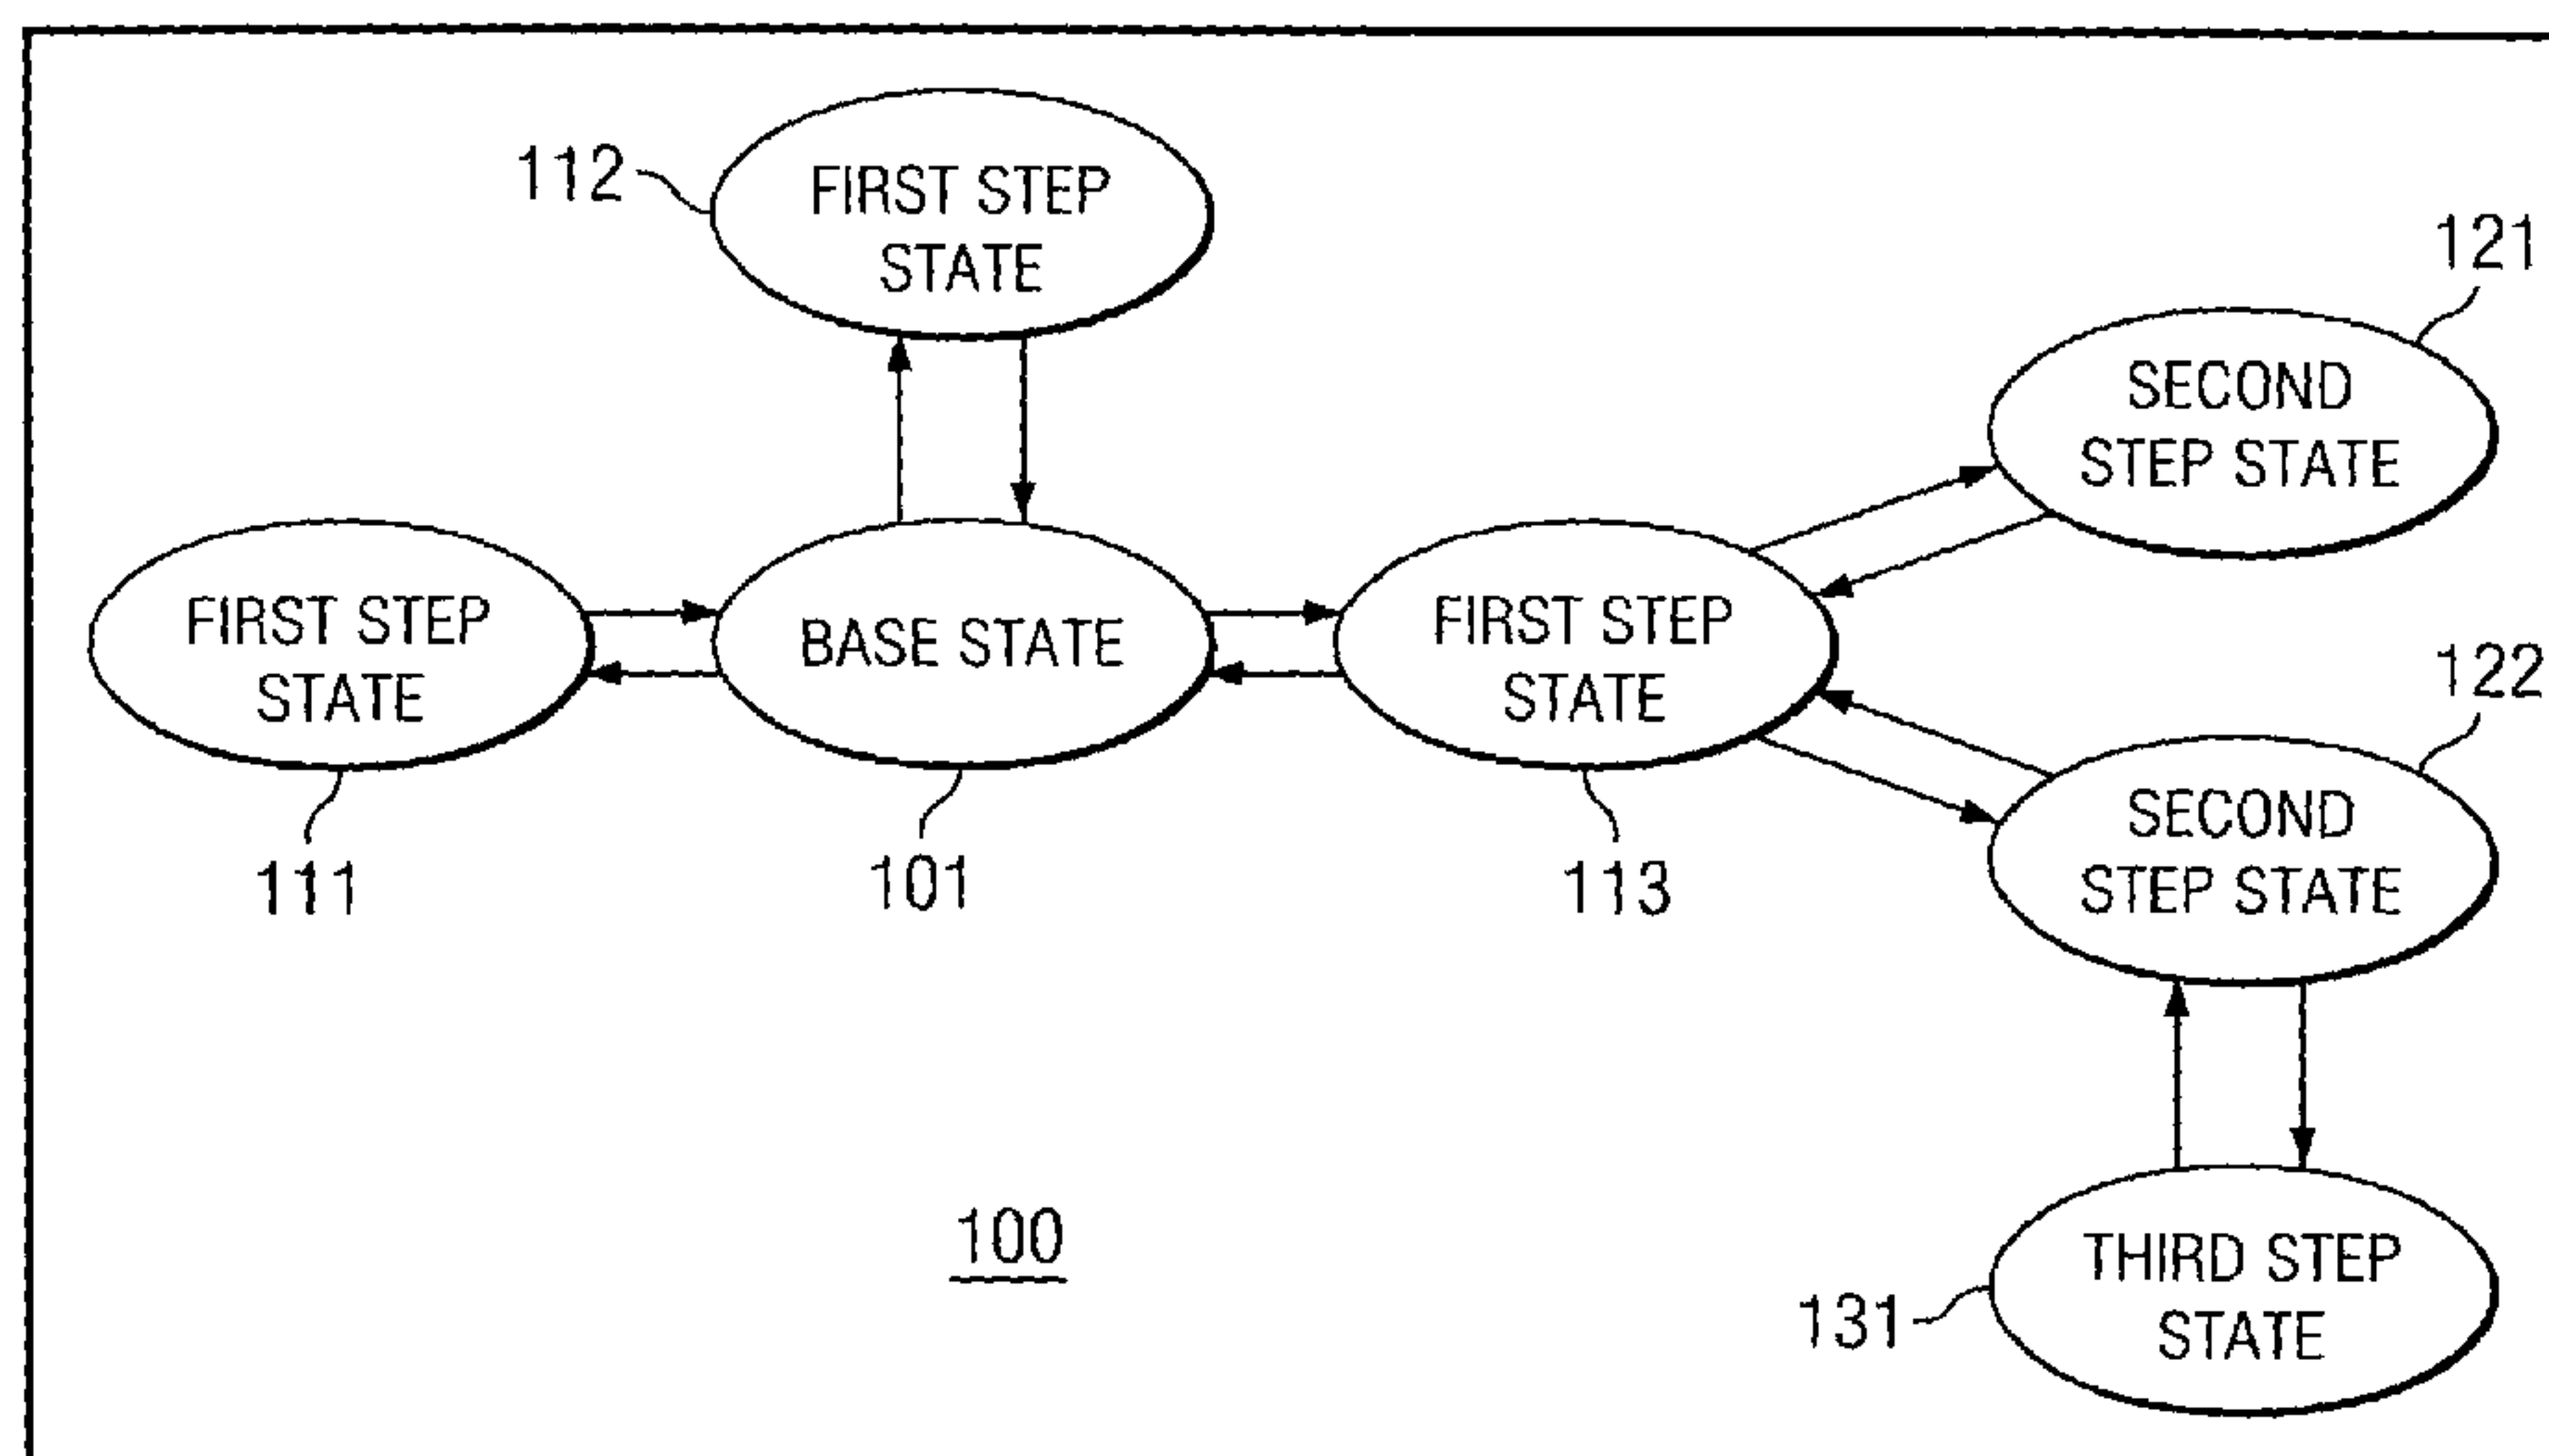 112
FIRST STEP
STATE
121
SECOND
STEP STATE
FIRST STEP
STATE
BASE STATE
FIRST STEP
STATE
122
111
101
113
SECOND
STEP STATE
100
THIRD STEP
STATE
131